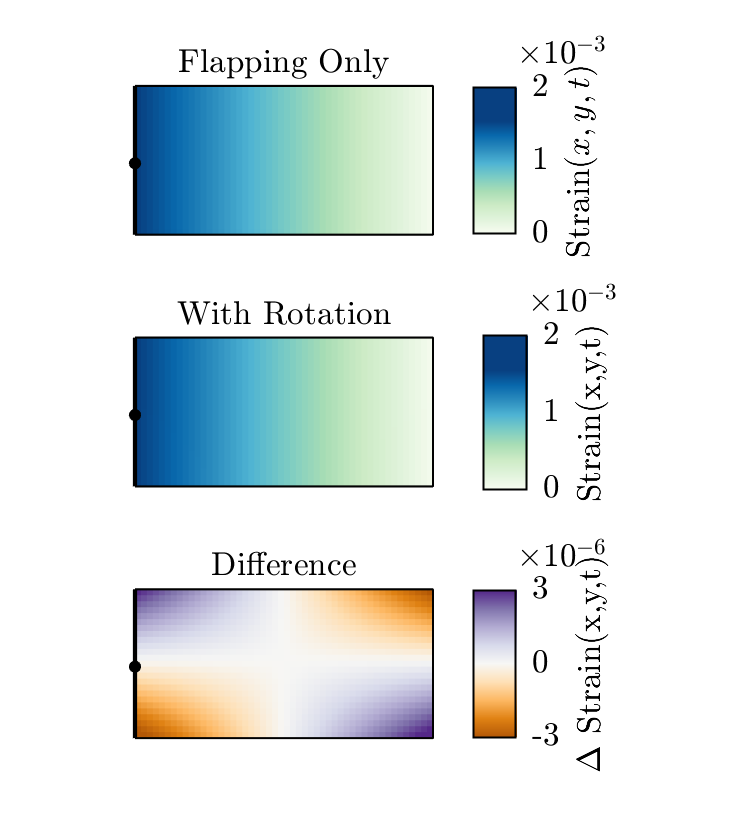 Flapping Only
×10⁻³
2
1
0
Strain(x, y, t)
With Rotation
×10⁻³
2
1
0
Strain(x,y,t)
Difference
×10⁻⁶
3
0
-3
Δ Strain(x,y,t)